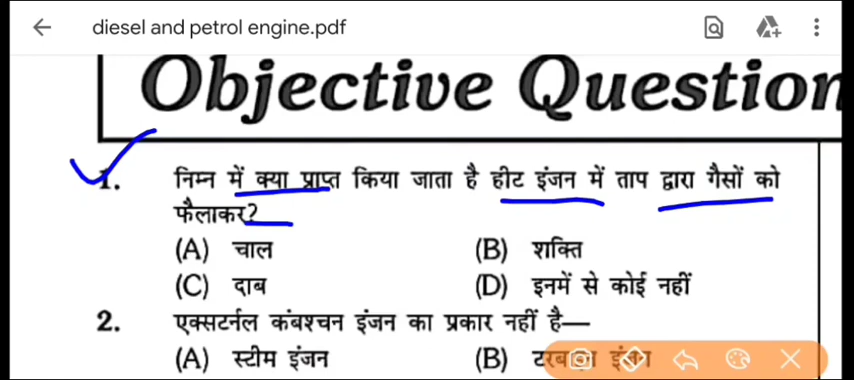 diesel and petrol engine.pdf
Objective Question
1. निम्न में क्या प्राप्त किया जाता है हीट इंजन में ताप द्वारा गैसों को
फैलाकर?
(A) चाल (B) शक्ति
(C) दाब (D) इनमें से कोई नहीं
2. एक्सटर्नल कंबश्चन इंजन का प्रकार नहीं है—
(A) स्टीम इंजन (B) इंजन